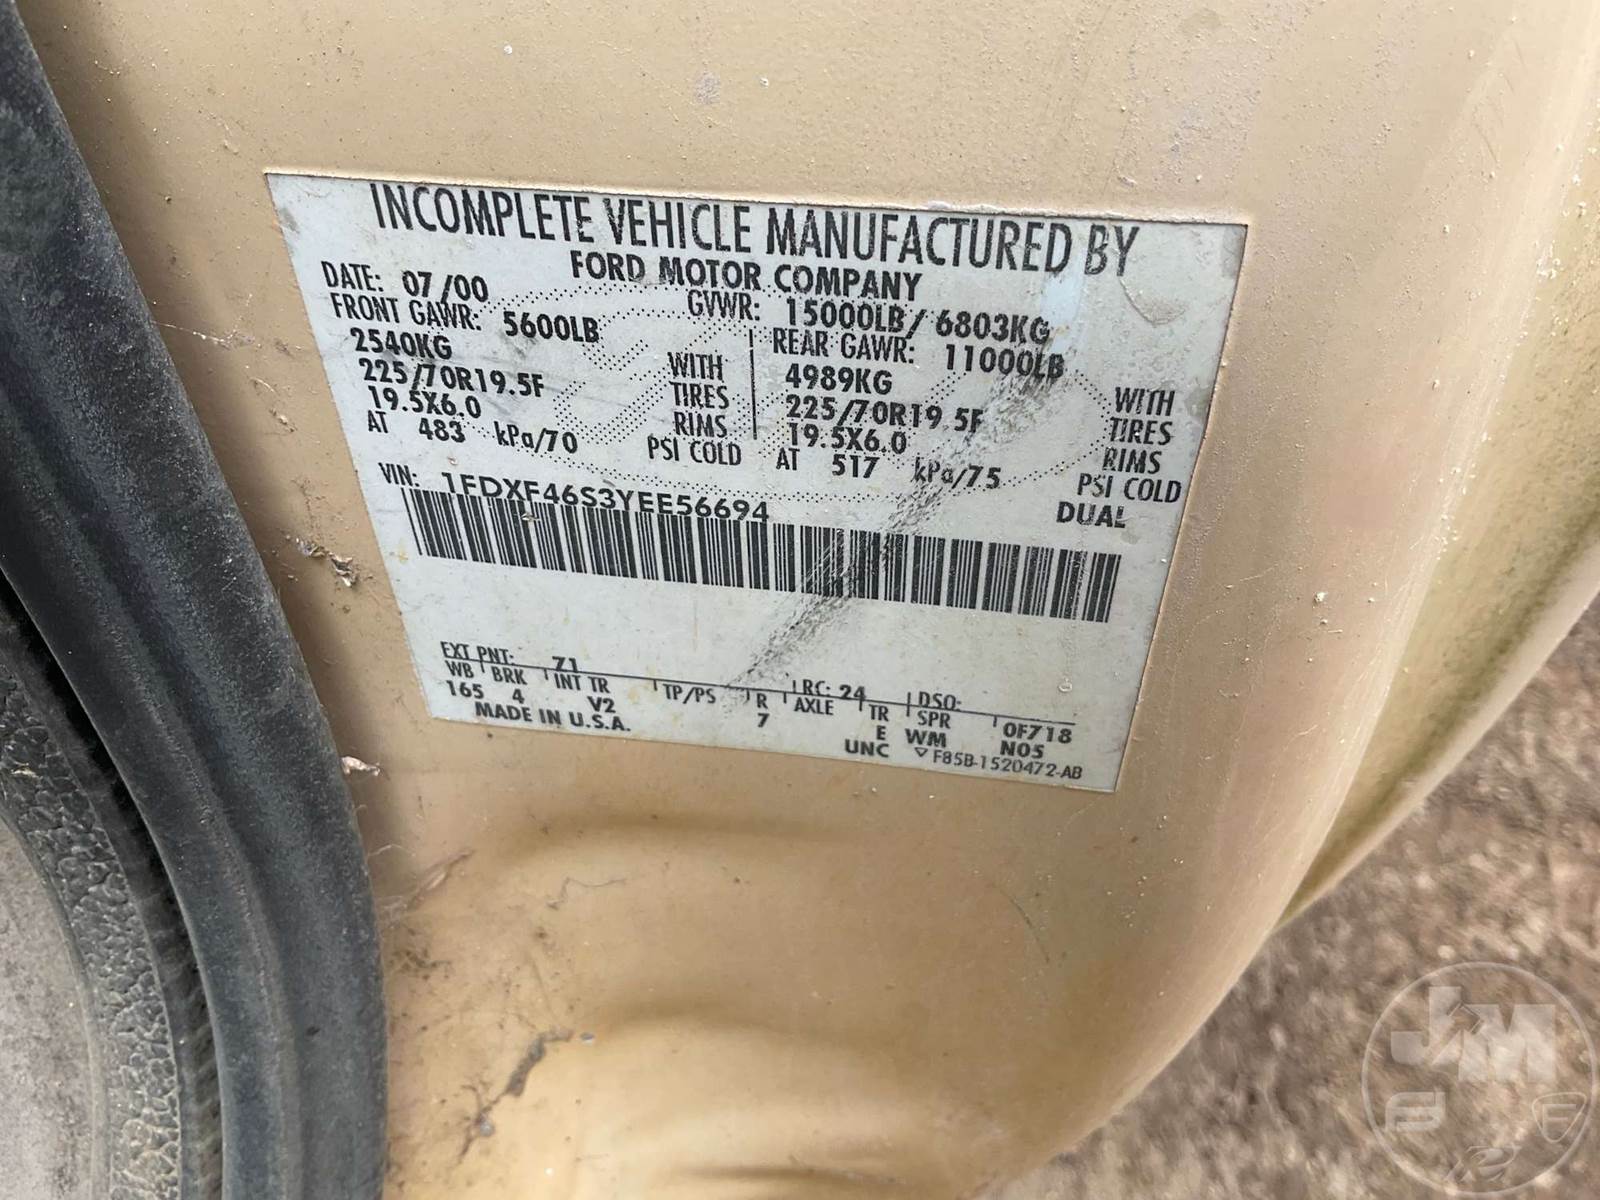 INCOMPLETE VEHICLE MANUFACTURED BY
FORD MOTOR COMPANY
DATE: 07/00 GVWR: 15000LB/ 6803KG
FRONT GAWR: 5600LB REAR GAWR: 11000LB
2540KG WITH 4989KG WITH
225/70R19.5F TIRES 225/70R19.5F TIRES
19.5X6.0 RIMS 19.5X6.0 RIMS
AT 483 kPa/70 PSI COLD AT 517 kPa/75 PSI COLD
VIN: 1FDXF46S3YEE56694 DUAL
EXT PNT: Z1 RC: 24 DSO:
WB BRK INT TR TP/PS R AXLE TR SPR 0F718
165 4 V2 7 E WM N05
MADE IN U.S.A. UNC ▽ F85B-1520472-AB
JM